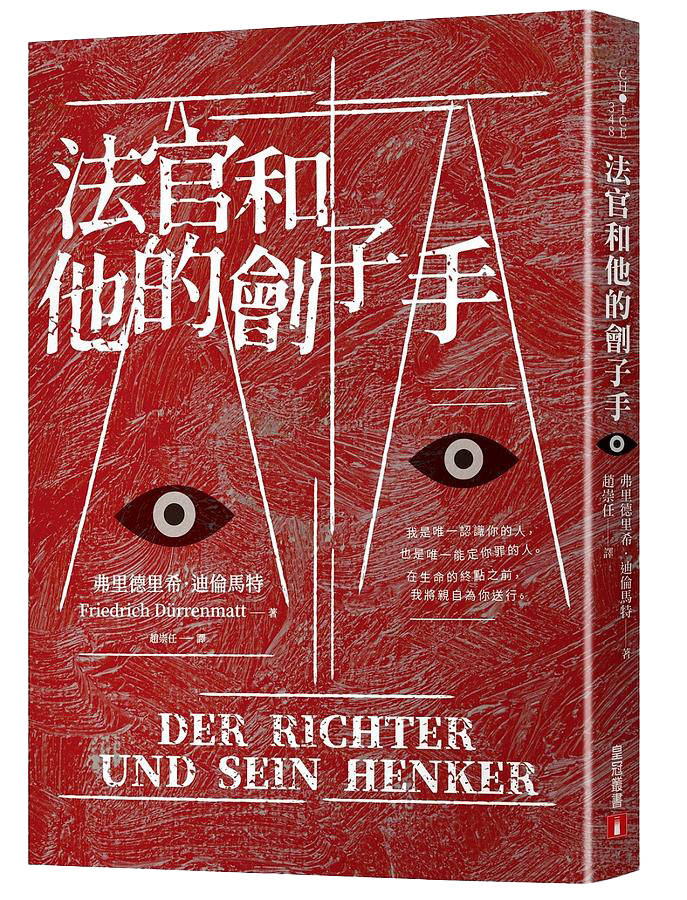 法官和
他的劊子手
我是唯一認識你的人，
也是唯一能定你罪的人。
在生命的終點之前，
我將親自為你送行。
弗里德里希·迪倫馬特
Friedrich Dürrenmatt──著
趙崇任──譯
DER RICHTER
UND SEIN HENKER
CH●ICE
348
法官和他的劊子手
弗里德里希·迪倫馬特──著
趙崇任──譯
皇冠叢書